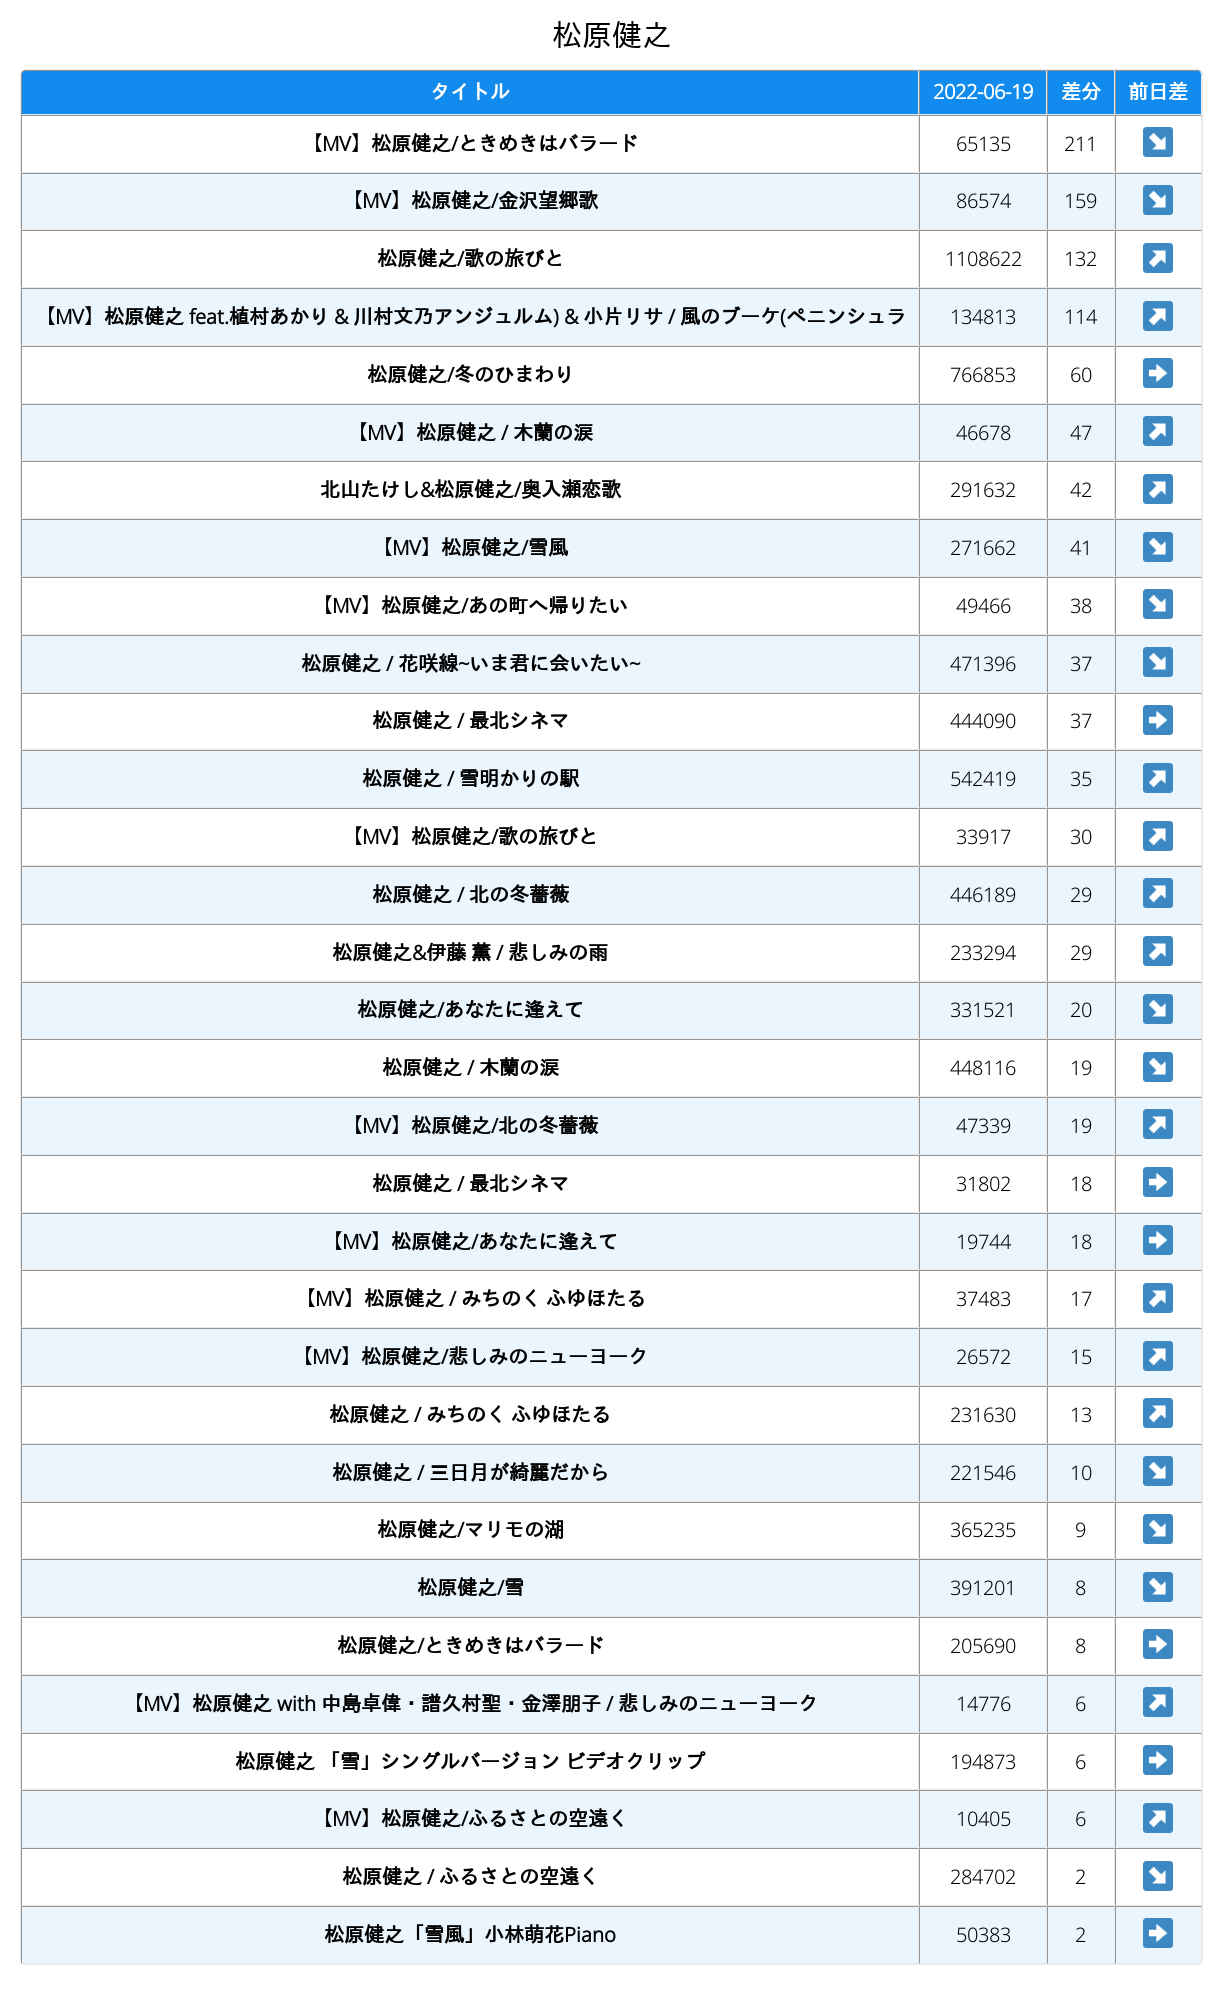 松原健之
タイトル 2022-06-19 差分 前日差
【MV】松原健之/ときめきはバラード 65135 211 ↘
【MV】松原健之/金沢望郷歌 86574 159 ↘
松原健之/歌の旅びと 1108622 132 ↗
【MV】松原健之 feat.植村あかり & 川村文乃アンジュルム) & 小片リサ / 風のブーケ(ペニンシュラ 134813 114 ↗
松原健之/冬のひまわり 766853 60 ➡
【MV】松原健之 / 木蘭の涙 46678 47 ↗
北山たけし&松原健之/奥入瀬恋歌 291632 42 ↗
【MV】松原健之/雪風 271662 41 ↘
【MV】松原健之/あの町へ帰りたい 49466 38 ↘
松原健之 / 花咲線~いま君に会いたい~ 471396 37 ↘
松原健之 / 最北シネマ 444090 37 ➡
松原健之 / 雪明かりの駅 542419 35 ↗
【MV】松原健之/歌の旅びと 33917 30 ↗
松原健之 / 北の冬薔薇 446189 29 ↗
松原健之&伊藤 薫 / 悲しみの雨 233294 29 ↗
松原健之/あなたに逢えて 331521 20 ↘
松原健之 / 木蘭の涙 448116 19 ↘
【MV】松原健之/北の冬薔薇 47339 19 ↗
松原健之 / 最北シネマ 31802 18 ➡
【MV】松原健之/あなたに逢えて 19744 18 ➡
【MV】松原健之 / みちのく ふゆほたる 37483 17 ↗
【MV】松原健之/悲しみのニューヨーク 26572 15 ↗
松原健之 / みちのく ふゆほたる 231630 13 ↗
松原健之 / 三日月が綺麗だから 221546 10 ↘
松原健之/マリモの湖 365235 9 ↘
松原健之/雪 391201 8 ↘
松原健之/ときめきはバラード 205690 8 ➡
【MV】松原健之 with 中島卓偉・譜久村聖・金澤朋子 / 悲しみのニューヨーク 14776 6 ↗
松原健之 「雪」シングルバージョン ビデオクリップ 194873 6 ➡
【MV】松原健之/ふるさとの空遠く 10405 6 ↗
松原健之 / ふるさとの空遠く 284702 2 ↘
松原健之「雪風」小林萌花Piano 50383 2 ➡